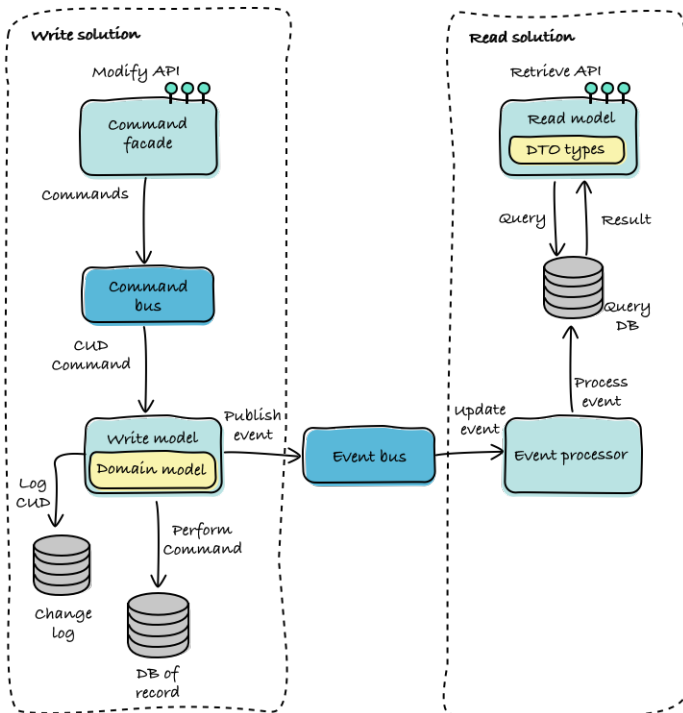 Write solution
Modify API
Command
facade
Commands
Command
bus
CUD
Command
Write model
Domain model
Log
CUD
Change
log
Perform
Command
DB of
record
Publish
event
Event bus
Update
event
Read solution
Retrieve API
Read model
DTO types
Query
Result
Query
DB
Process
event
Event processor